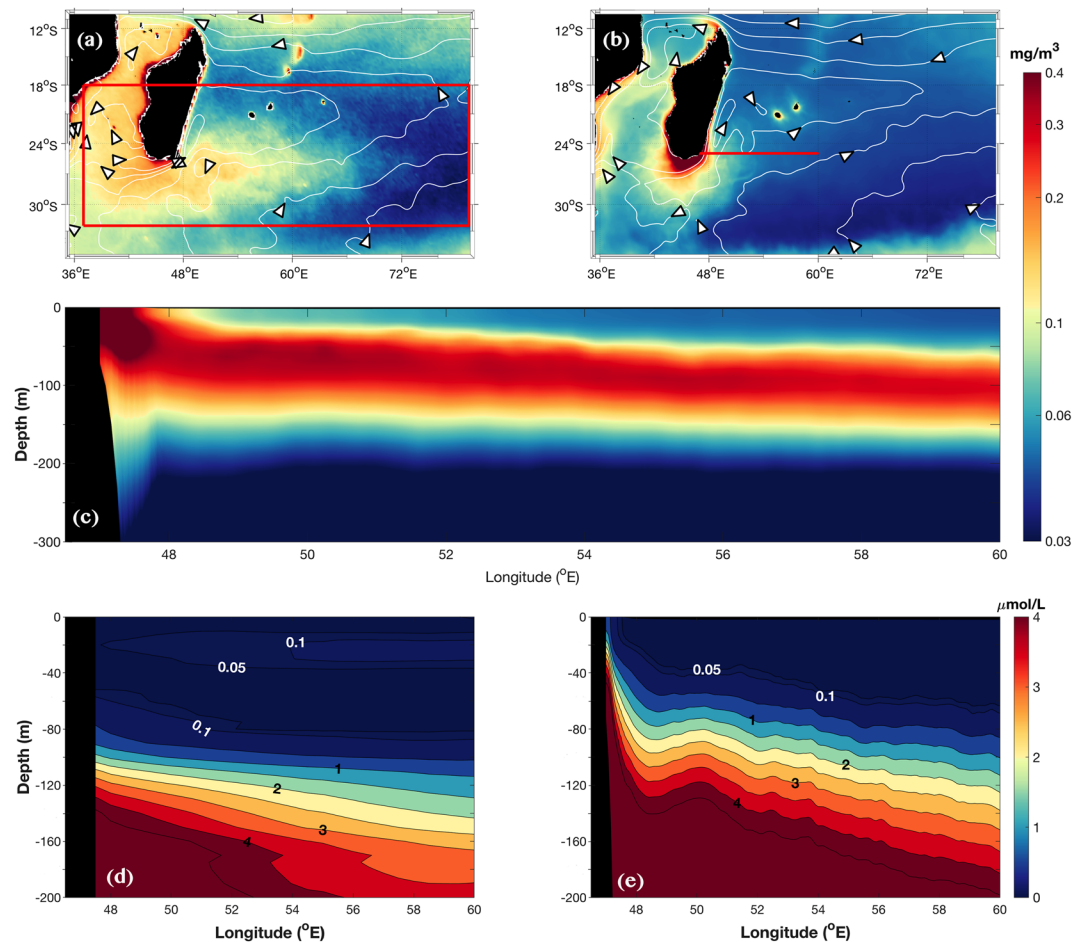 (a)
12°S
18°S
24°S
30°S
36°E
48°E
60°E
72°E
(b)
12°S
18°S
24°S
30°S
36°E
48°E
60°E
72°E
mg/m³
0.4
0.3
0.2
0.1
0.06
0.03
(c)
Depth (m)
0
-100
-200
-300
48
50
52
54
56
58
60
Longitude (°E)
(d)
Depth (m)
0
-40
-80
-120
-160
-200
0.1
0.05
0.1
1
2
3
4
48
50
52
54
56
58
60
Longitude (°E)
(e)
0
-40
-80
-120
-160
-200
0.05
0.1
1
2
3
4
48
50
52
54
56
58
60
Longitude (°E)
μmol/L
4
3
2
1
0